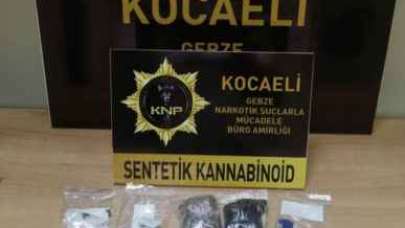 KOCAELİ
GEBZE
KOCAELİ
GEBZE
NARKOTİK SUÇLARLA
MÜCADELE
BÜRO AMİRLİĞİ
KNP
SENTETİK KANNABİNOİD